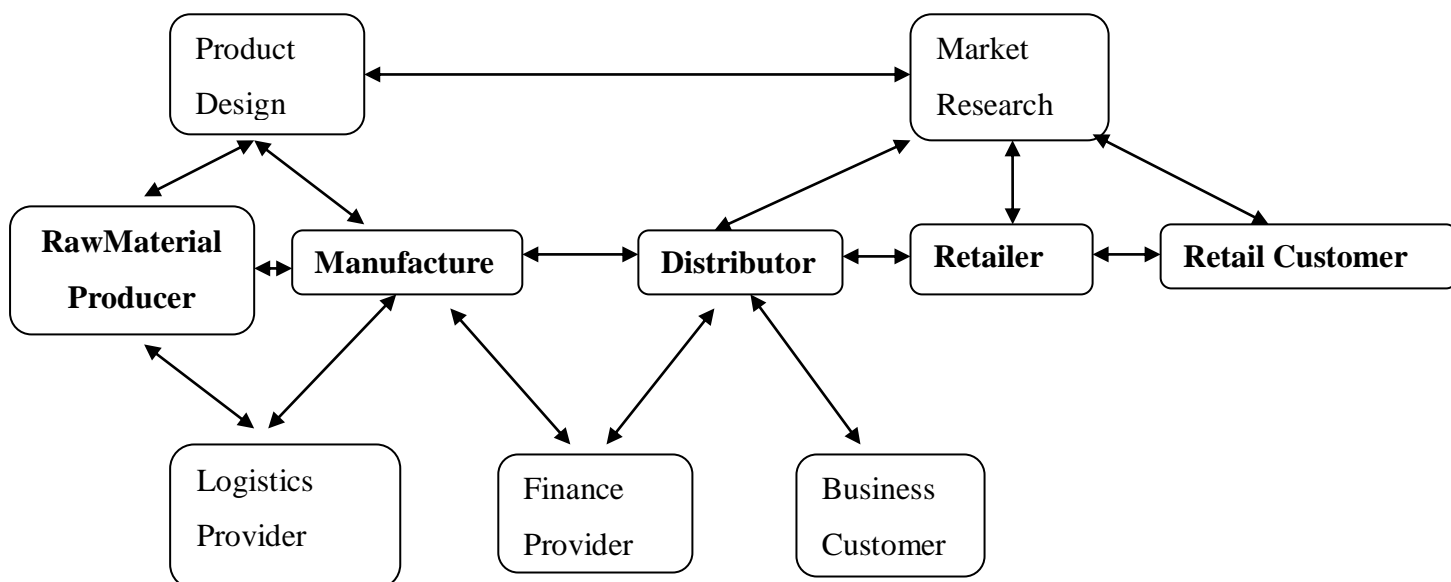 Product
Design
Market
Research
RawMaterial
Producer
Manufacture
Distributor
Retailer
Retail Customer
Logistics
Provider
Finance
Provider
Business
Customer